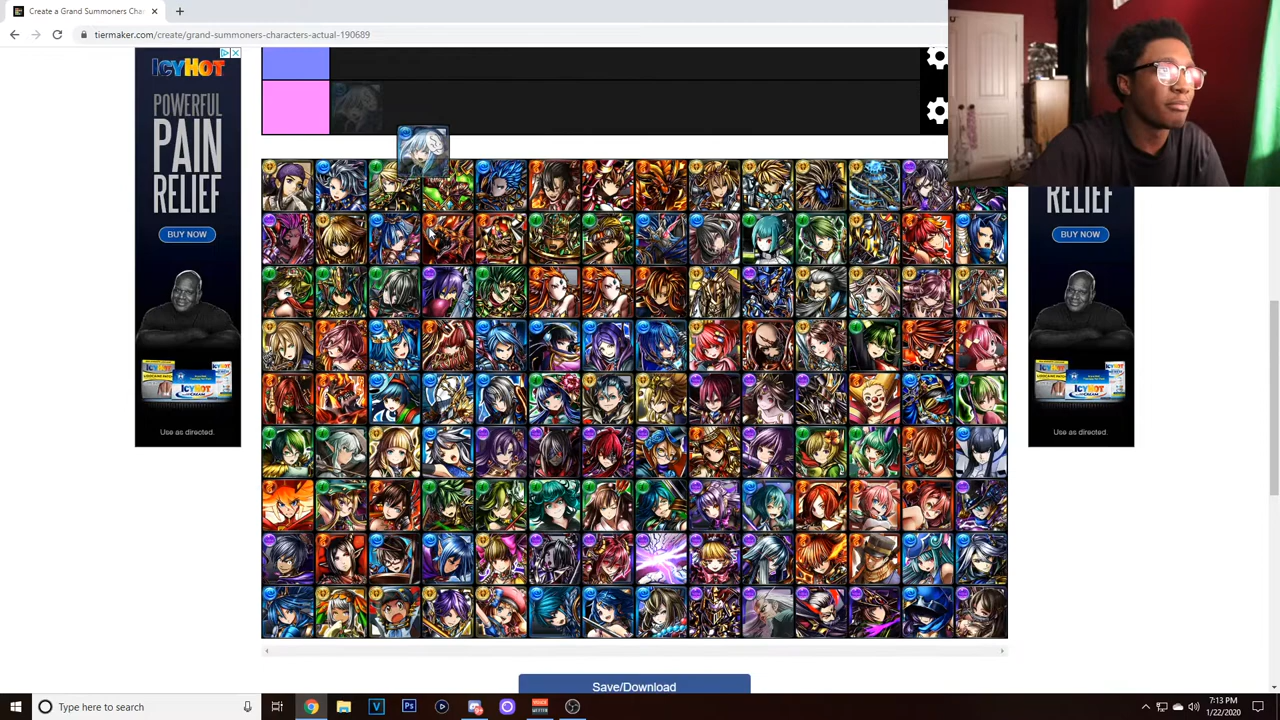 Create a Grand Summoners Cha
tiermaker.com/create/grand-summoners-characters-actual-190689
ICY HOT
POWERFUL
PAIN
RELIEF
BUY NOW
Use as directed.
RELIEF
BUY NOW
Use as directed.
Save/Download
Type here to search
7:13 PM
1/22/2020